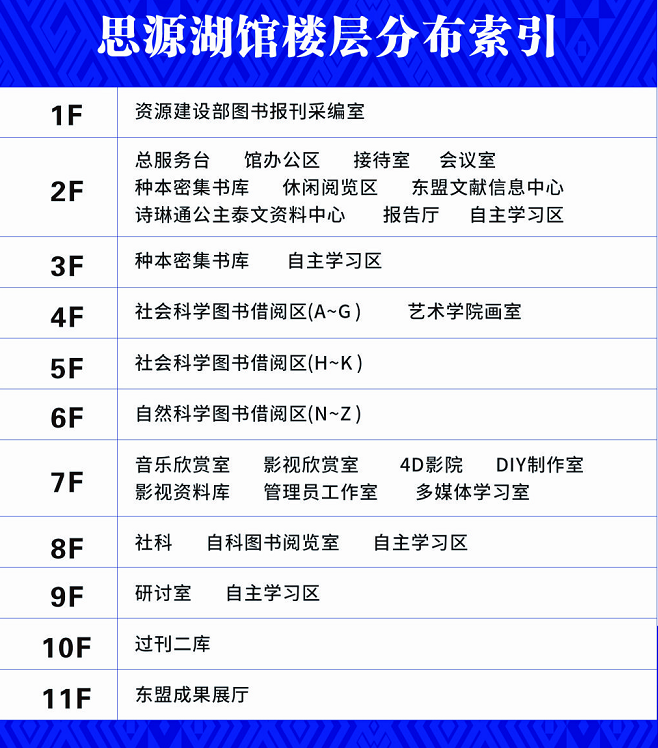 思源湖馆楼层分布索引
1F 资源建设部图书报刊采编室
2F 总服务台 馆办公区 接待室 会议室
种本密集书库 休闲阅览区 东盟文献信息中心
诗琳通公主泰文资料中心 报告厅 自主学习区
3F 种本密集书库 自主学习区
4F 社会科学图书借阅区(A~G) 艺术学院画室
5F 社会科学图书借阅区(H~K)
6F 自然科学图书借阅区(N~Z)
7F 音乐欣赏室 影视欣赏室 4D影院 DIY制作室
影视资料库 管理员工作室 多媒体学习室
8F 社科 自科图书阅览室 自主学习区
9F 研讨室 自主学习区
10F 过刊二库
11F 东盟成果展厅